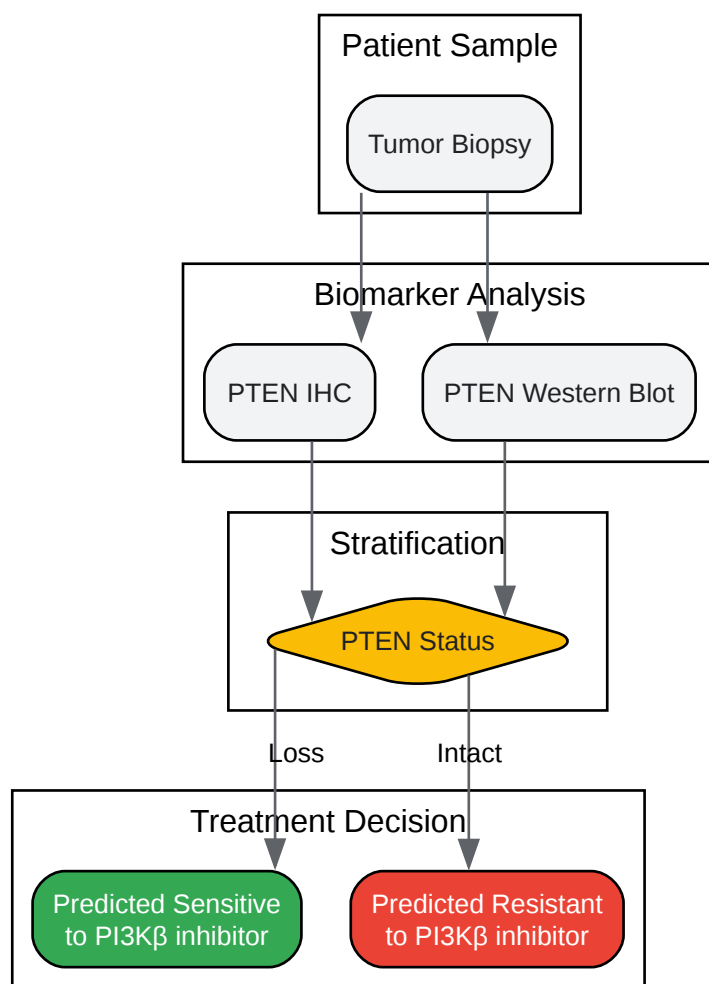 Patient Sample
Tumor Biopsy
Biomarker Analysis
PTEN IHC
PTEN Western Blot
Stratification
PTEN Status
Loss
Intact
Treatment Decision
Predicted Sensitive
to PI3Kβ inhibitor
Predicted Resistant
to PI3Kβ inhibitor